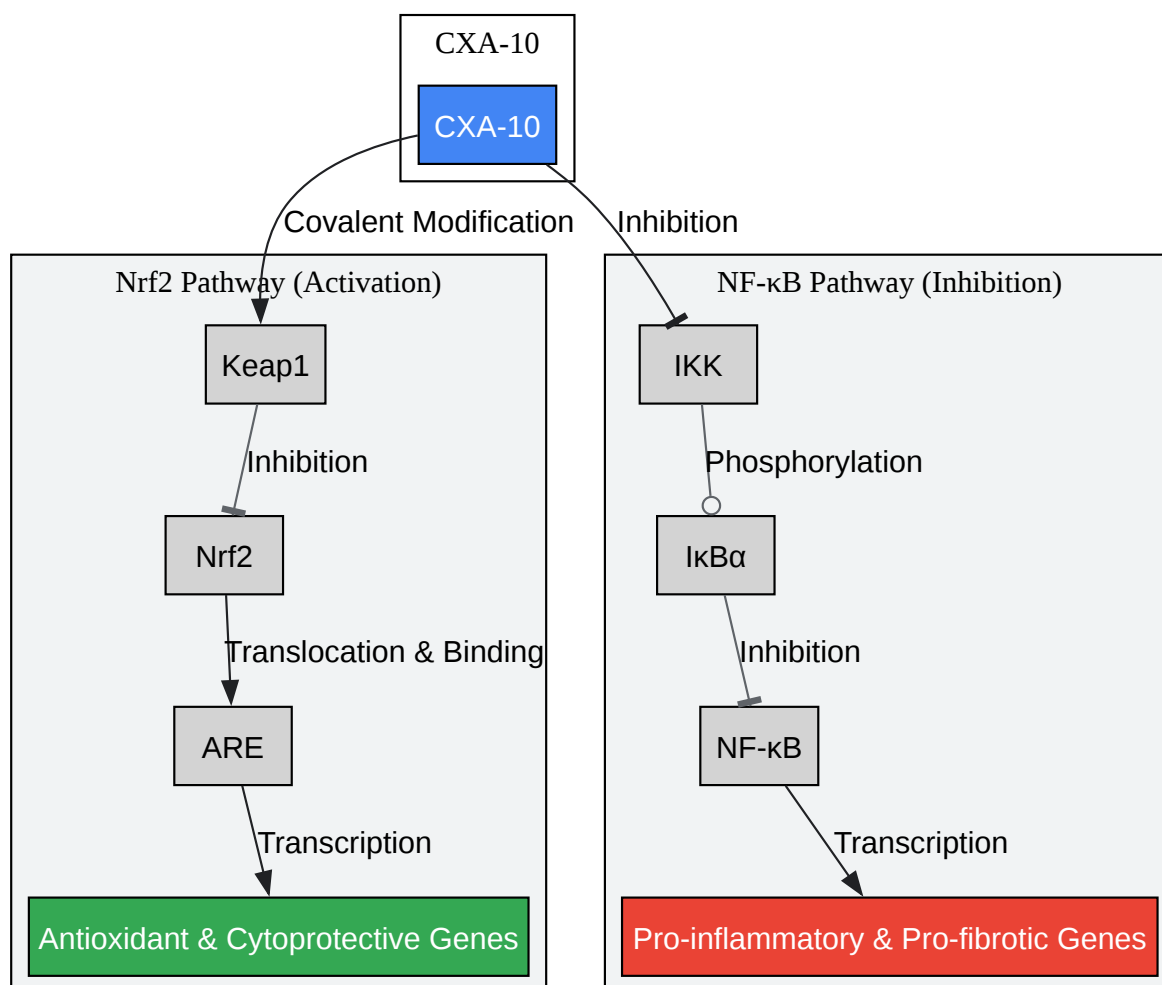 CXA-10
CXA-10
Covalent Modification
Inhibition
Nrf2 Pathway (Activation)
Keap1
Inhibition
Nrf2
Translocation & Binding
ARE
Transcription
Antioxidant & Cytoprotective Genes
NF-κB Pathway (Inhibition)
IKK
Phosphorylation
IκBα
Inhibition
NF-κB
Transcription
Pro-inflammatory & Pro-fibrotic Genes